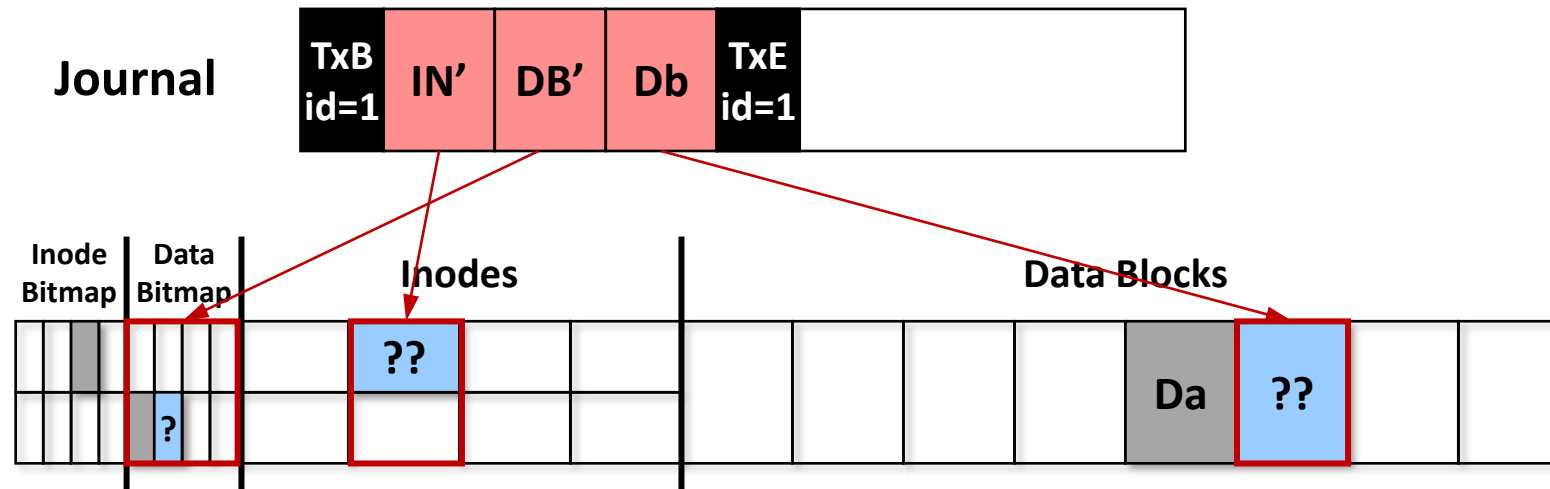 Journal
TxB
id=1
IN’
DB’
Db
TxE
id=1
Inode
Bitmap
Data
Bitmap
Inodes
Data Blocks
??
?
Da
??